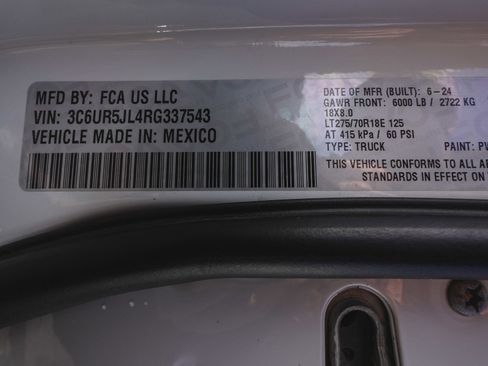 MFD BY: FCA US LLC
VIN: 3C6UR5JL4RG337543
VEHICLE MADE IN: MEXICO
DATE OF MFR (BUILT): 6-24
GAWR FRONT: 6000 LB / 2722 KG
18X8.0
LT275/70R18E 125
AT 415 kPa / 60 PSI
TYPE: TRUCK PAINT: PW
THIS VEHICLE CONFORMS TO ALL
STANDARDS IN EFFECT ON